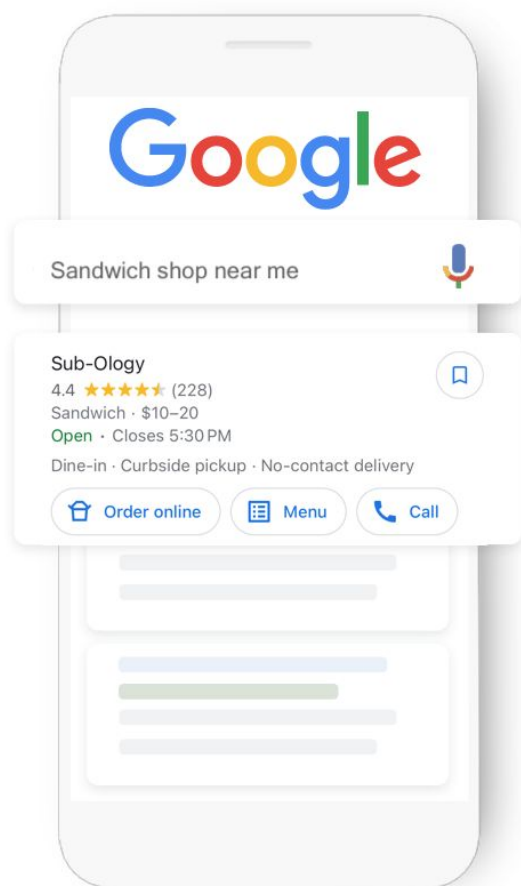 Google
Sandwich shop near me
Sub-Ology
4.4 ★★★★★ (228)
Sandwich · $10–20
Open · Closes 5:30 PM
Dine-in · Curbside pickup · No-contact delivery
Order online Menu Call